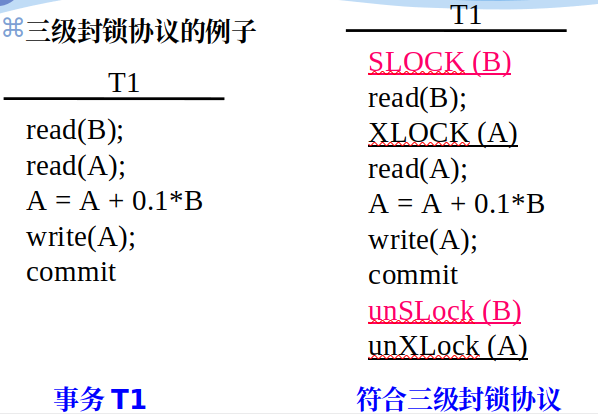 ⌘三级封锁协议的例子
T1
read(B);
read(A);
A = A + 0.1*B
write(A);
commit
事务 T1
T1
SLOCK (B)
read(B);
XLOCK (A)
read(A);
A = A + 0.1*B
write(A);
commit
unSLock (B)
unXLock (A)
符合三级封锁协议